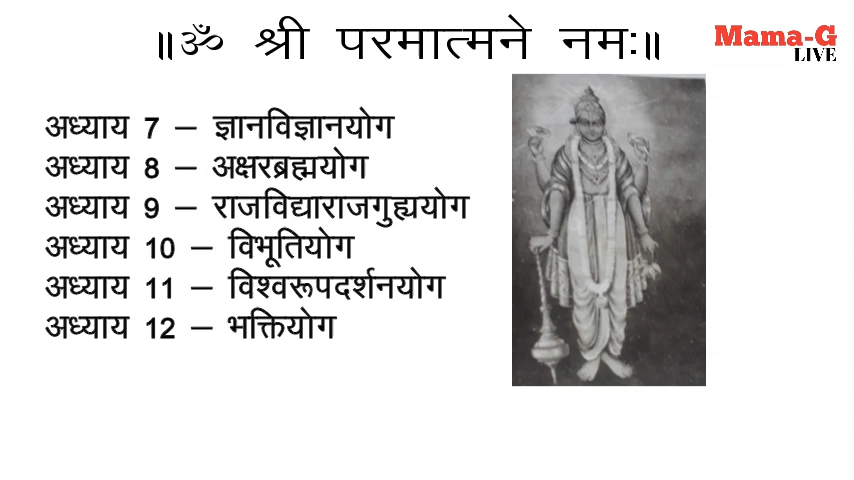 ॥ॐ श्री परमात्मने नमः॥
Mama-G
LIVE
अध्याय 7 – ज्ञानविज्ञानयोग
अध्याय 8 – अक्षरब्रह्मयोग
अध्याय 9 – राजविद्याराजगुह्ययोग
अध्याय 10 – विभूतियोग
अध्याय 11 – विश्वरूपदर्शनयोग
अध्याय 12 – भक्तियोग